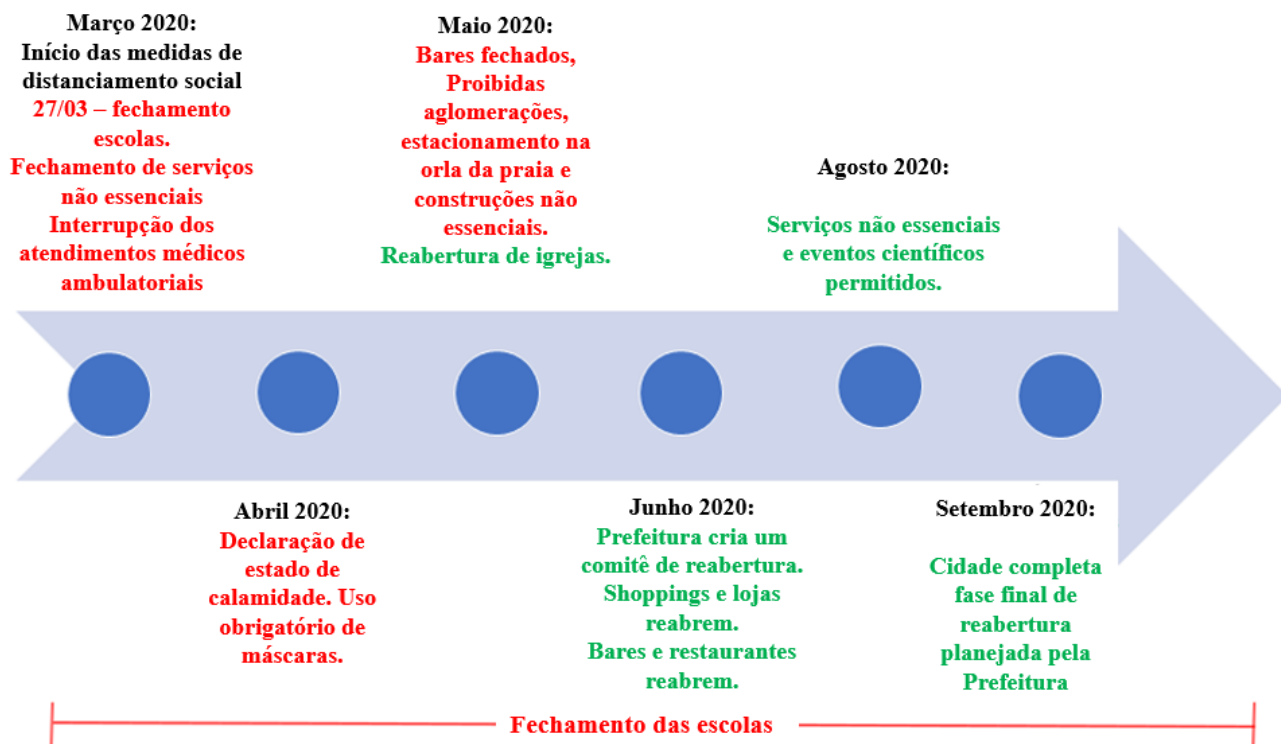 Março 2020:
Início das medidas de
distanciamento social
27/03 – fechamento
escolas.
Fechamento de serviços
não essenciais
Interrupção dos
atendimentos médicos
ambulatoriais
Maio 2020:
Bares fechados,
Proibidas
aglomerações,
estacionamento na
orla da praia e
construções não
essenciais.
Reabertura de igrejas.
Agosto 2020:
Serviços não essenciais
e eventos científicos
permitidos.
Abril 2020:
Declaração de
estado de
calamidade. Uso
obrigatório de
máscaras.
Junho 2020:
Prefeitura cria um
comitê de reabertura.
Shoppings e lojas
reabrem.
Bares e restaurantes
reabrem.
Setembro 2020:
Cidade completa
fase final de
reabertura
planejada pela
Prefeitura
Fechamento das escolas